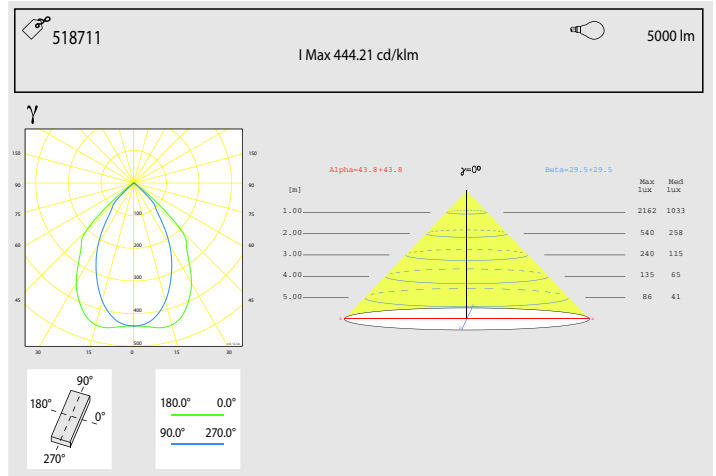 518711
5000 lm
I Max 444.21 cd/klm
γ
150 150
90 90
75 75
60 60
45 45
100
200
300
400
500
30 15 0 15 30
Alpha=43.8+43.8 γ=0º Beta=29.5+29.5
Max Med
[m] lux lux
1.00 2162 1033
2.00 540 258
3.00 240 115
4.00 135 65
5.00 86 41
90°
180°
0°
270°
180.0° 0.0°
90.0° 270.0°